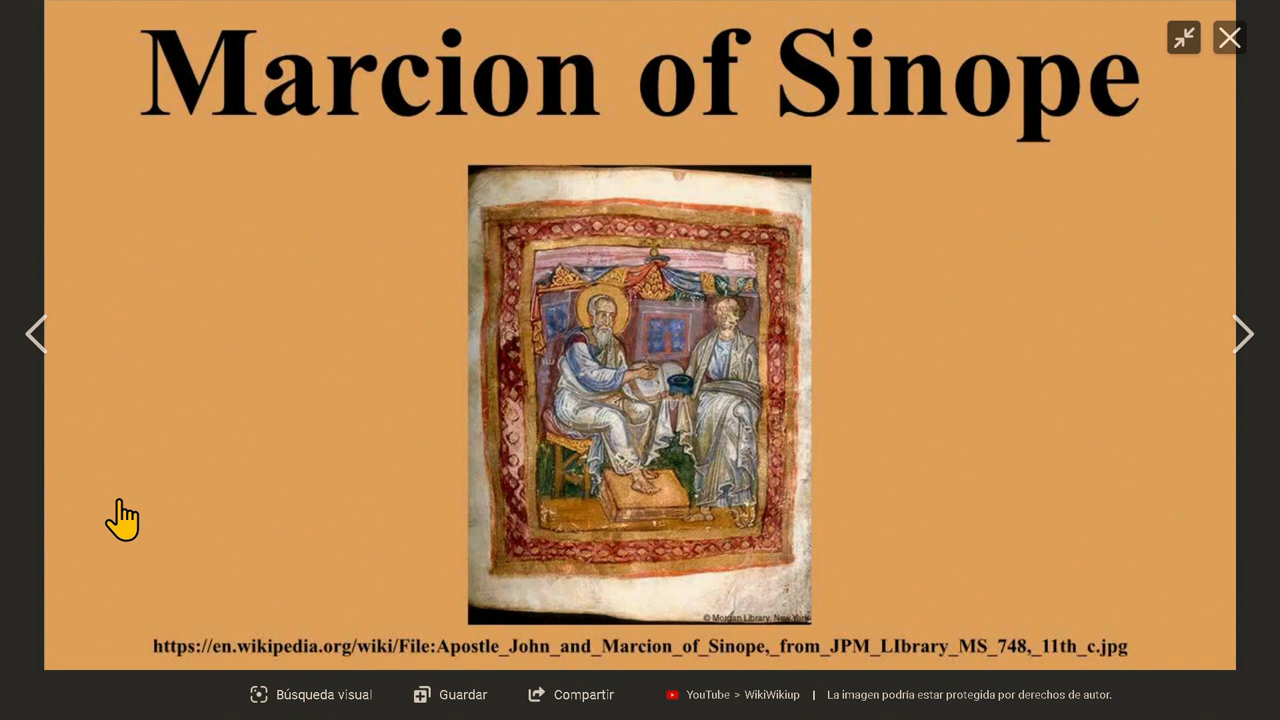 Marcion of Sinope
© Morgan Library, New York
https://en.wikipedia.org/wiki/File:Apostle_John_and_Marcion_of_Sinope,_from_JPM_LIbrary_MS_748,_11th_c.jpg
Búsqueda visual Guardar Compartir YouTube > WikiWikiup | La imagen podría estar protegida por derechos de autor.